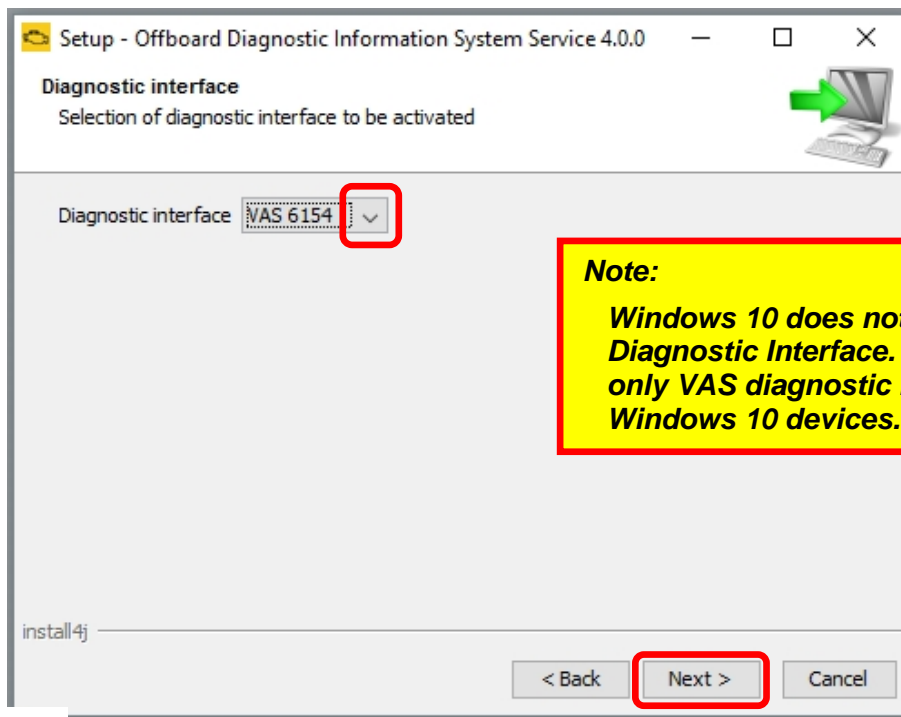 Setup - Offboard Diagnostic Information System Service 4.0.0
Diagnostic interface
Selection of diagnostic interface to be activated
Diagnostic interface VAS 6154
Note:
Windows 10 does not
Diagnostic Interface.
only VAS diagnostic
Windows 10 devices.
install4j
< Back Next > Cancel